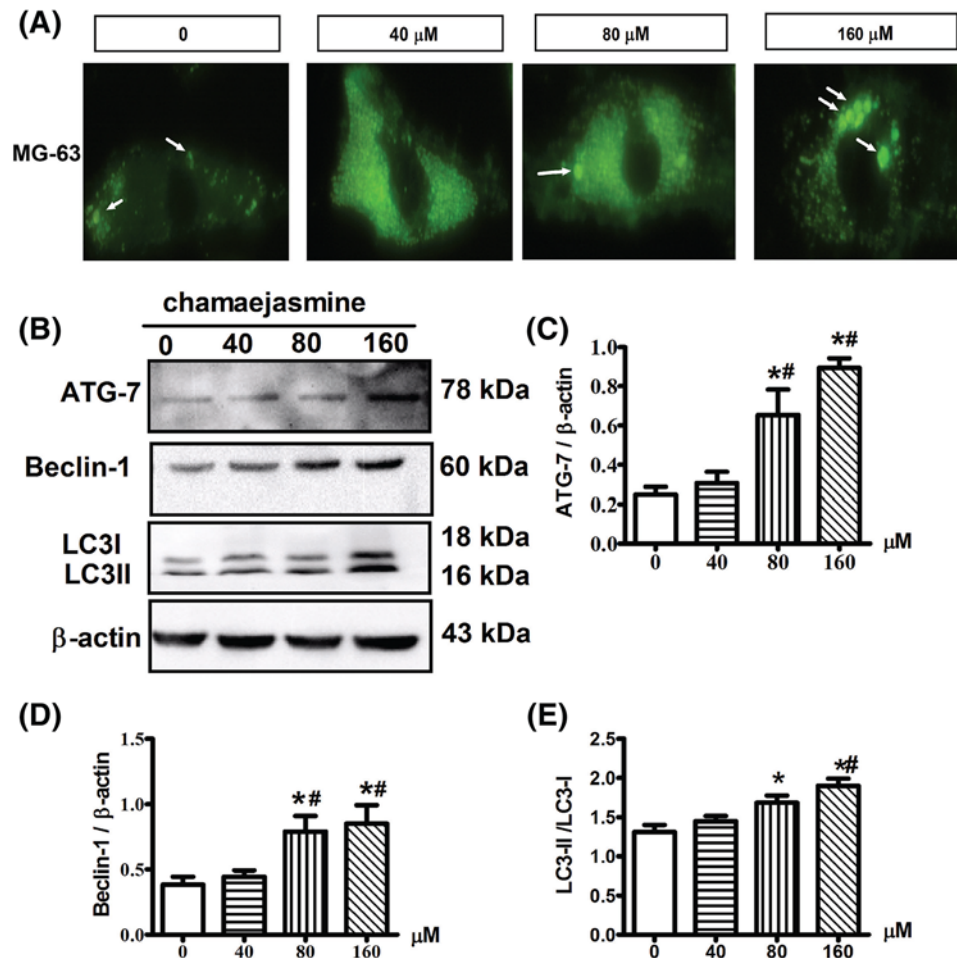 (A)
0
40 μM
80 μM
160 μM
MG-63
(B)
chamaejasmine
0 40 80 160
ATG-7 78 kDa
Beclin-1 60 kDa
LC3I 18 kDa
LC3II 16 kDa
β-actin 43 kDa
(C)
ATG-7 / β-actin
1.0
0.8
0.6
0.4
0.2
0.0
*#
*#
0 40 80 160 μM
(D)
Beclin-1 / β-actin
1.5
1.0
0.5
0.0
*#
*#
0 40 80 160 μM
(E)
LC3-II /LC3-I
2.5
2.0
1.5
1.0
0.5
0.0
*
*#
0 40 80 160 μM